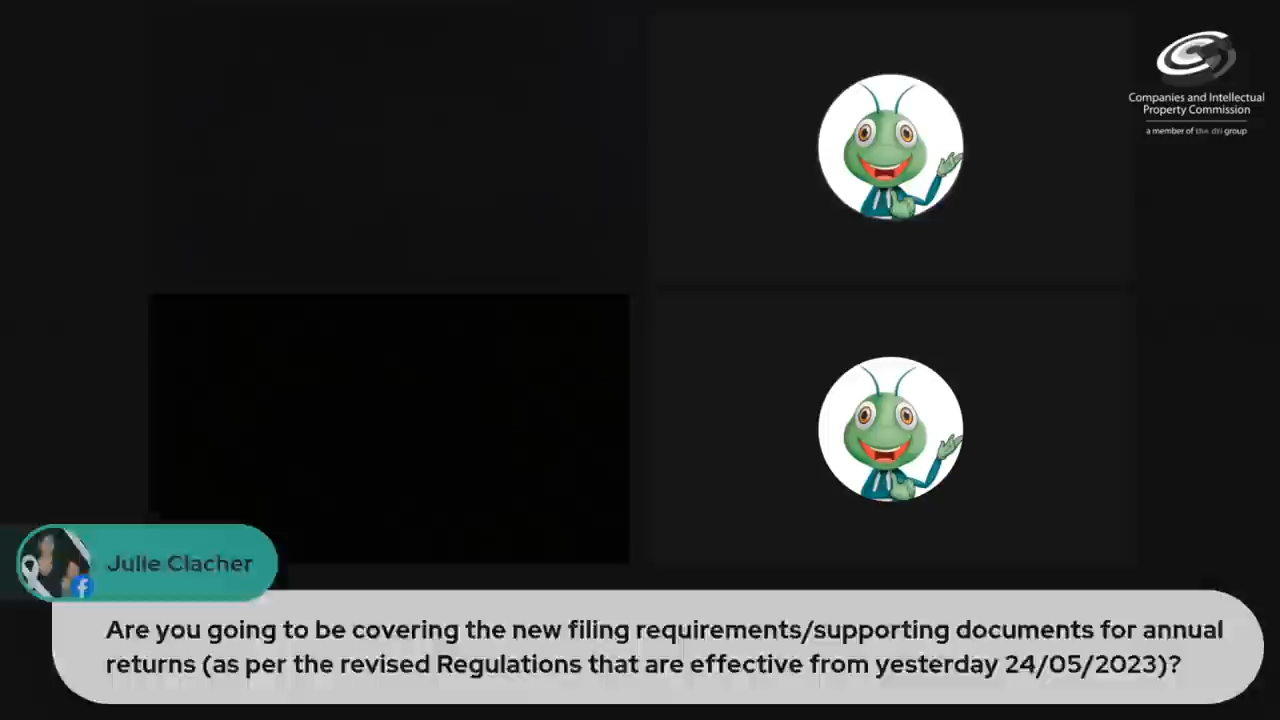 Companies and Intellectual
Property Commission
a member of the dti group
Julie Clacher
Are you going to be covering the new filing requirements/supporting documents for annual
returns (as per the revised Regulations that are effective from yesterday 24/05/2023)?